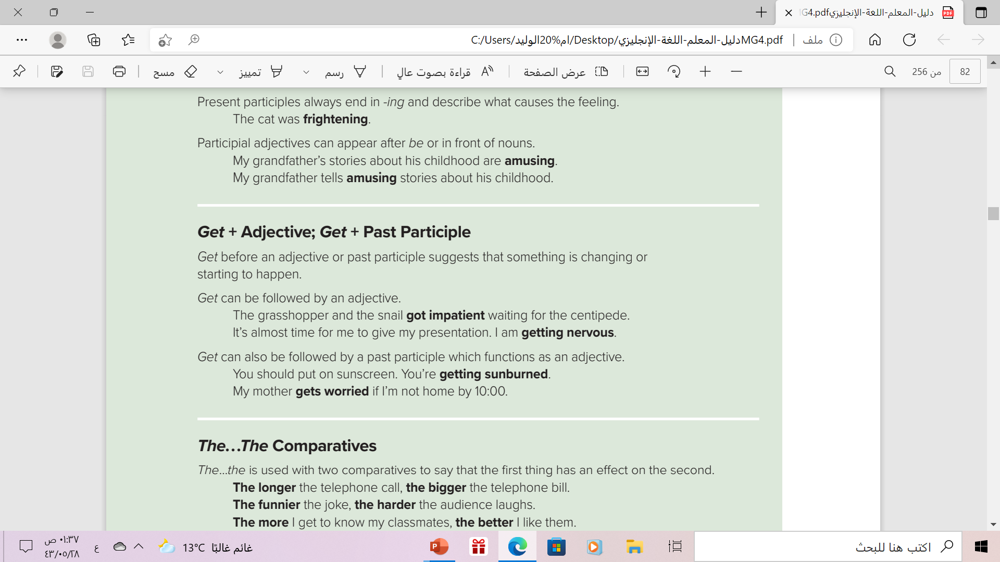 دليل-المعلم-اللغة-الإنجليزيMG4.pdf
ملف
C:/Users/ام%20الوليد/Desktop/دليل-المعلم-اللغة-الإنجليزيMG4.pdf
82
من 256
عرض الصفحة
قراءة بصوت عالٍ
رسم
تمييز
مسح
Present participles always end in -ing and describe what causes the feeling.
The cat was frightening.
Participial adjectives can appear after be or in front of nouns.
My grandfather’s stories about his childhood are amusing.
My grandfather tells amusing stories about his childhood.
Get + Adjective; Get + Past Participle
Get before an adjective or past participle suggests that something is changing or
starting to happen.
Get can be followed by an adjective.
The grasshopper and the snail got impatient waiting for the centipede.
It’s almost time for me to give my presentation. I am getting nervous.
Get can also be followed by a past participle which functions as an adjective.
You should put on sunscreen. You’re getting sunburned.
My mother gets worried if I’m not home by 10:00.
The...The Comparatives
The...the is used with two comparatives to say that the first thing has an effect on the second.
The longer the telephone call, the bigger the telephone bill.
The funnier the joke, the harder the audience laughs.
The more I get to know my classmates, the better I like them.
اكتب هنا للبحث
13°C غائم غالبًا
ع
٠١:٣٧ ص
٤٣/٠٥/٢٨